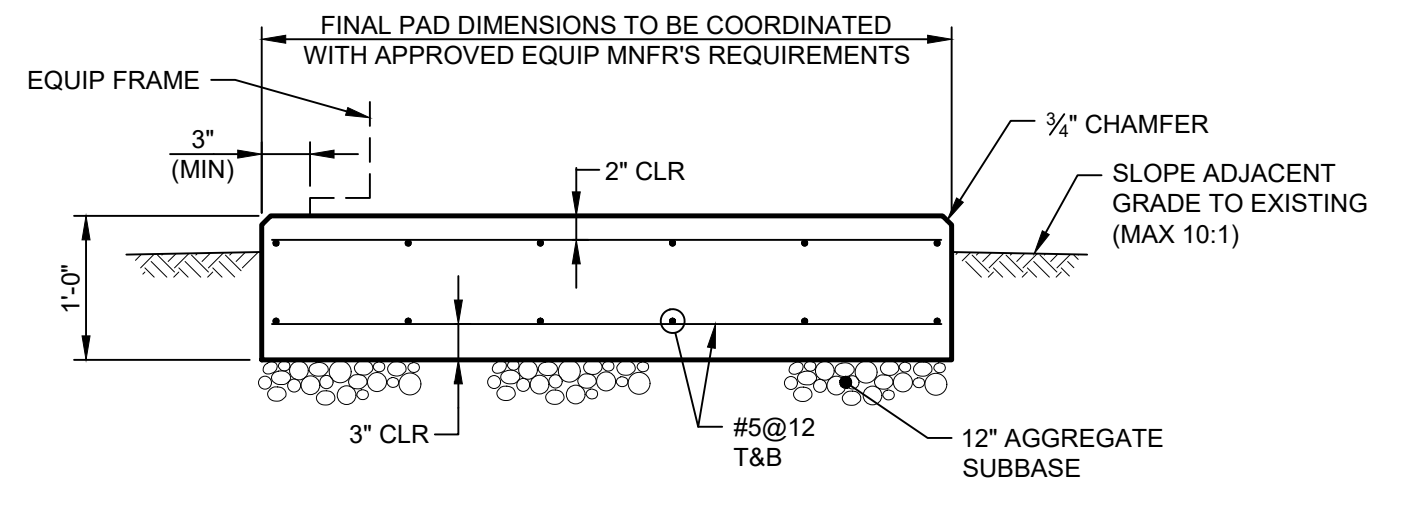 FINAL PAD DIMENSIONS TO BE COORDINATED
WITH APPROVED EQUIP MNFR'S REQUIREMENTS
EQUIP FRAME
3"
(MIN)
¾" CHAMFER
2" CLR
SLOPE ADJACENT
GRADE TO EXISTING
(MAX 10:1)
1'-0"
3" CLR
#5@12
T&B
12" AGGREGATE
SUBBASE